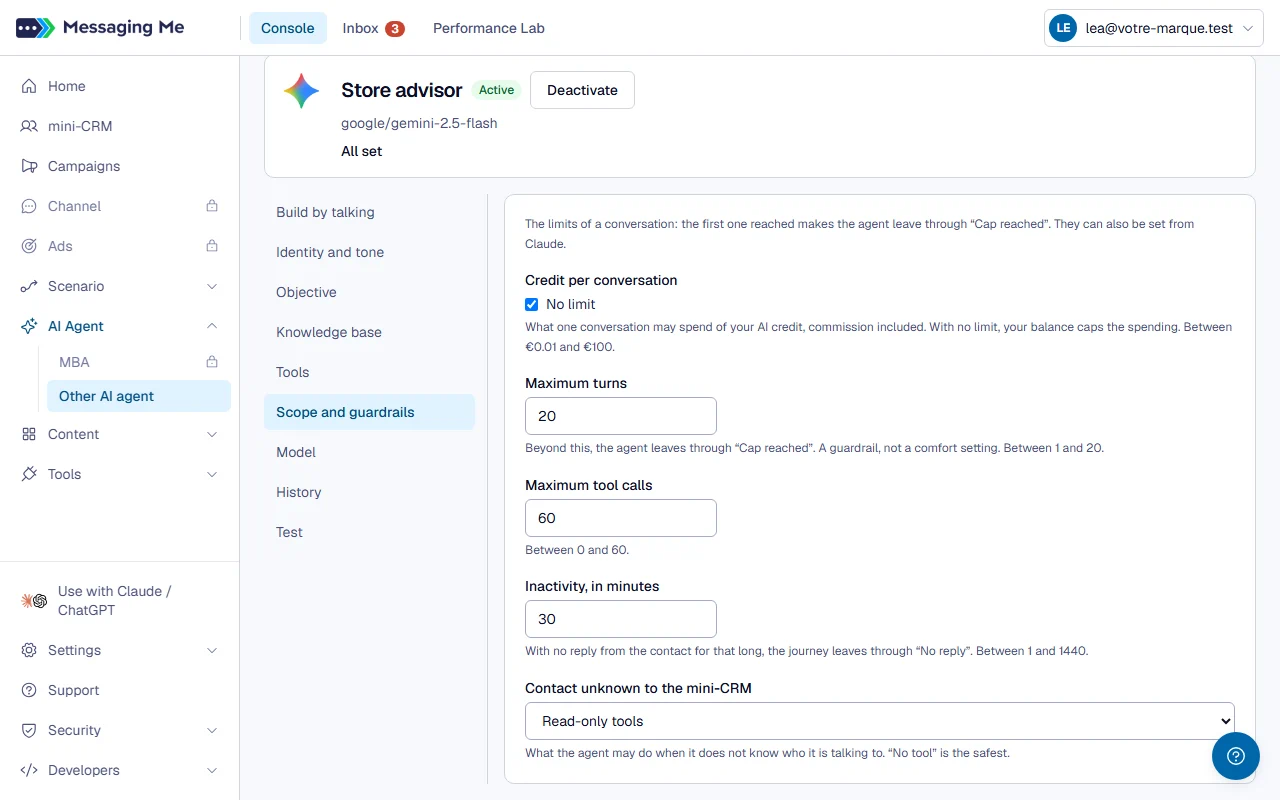 Messaging Me
Console
Inbox 3
Performance Lab
LE lea@votre-marque.test
Home
mini-CRM
Campaigns
Channel
Ads
Scenario
AI Agent
MBA
Other AI agent
Content
Tools
Use with Claude /
ChatGPT
Settings
Support
Security
Developers
Store advisor Active Deactivate
google/gemini-2.5-flash
All set
Build by talking
Identity and tone
Objective
Knowledge base
Tools
Scope and guardrails
Model
History
Test
The limits of a conversation: the first one reached makes the agent leave through “Cap reached”. They can also be set from
Claude.
Credit per conversation
No limit
What one conversation may spend of your AI credit, commission included. With no limit, your balance caps the spending. Between
€0.01 and €100.
Maximum turns
20
Beyond this, the agent leaves through “Cap reached”. A guardrail, not a comfort setting. Between 1 and 20.
Maximum tool calls
60
Between 0 and 60.
Inactivity, in minutes
30
With no reply from the contact for that long, the journey leaves through “No reply”. Between 1 and 1440.
Contact unknown to the mini-CRM
Read-only tools
What the agent may do when it does not know who it is talking to. “No tool” is the safest.